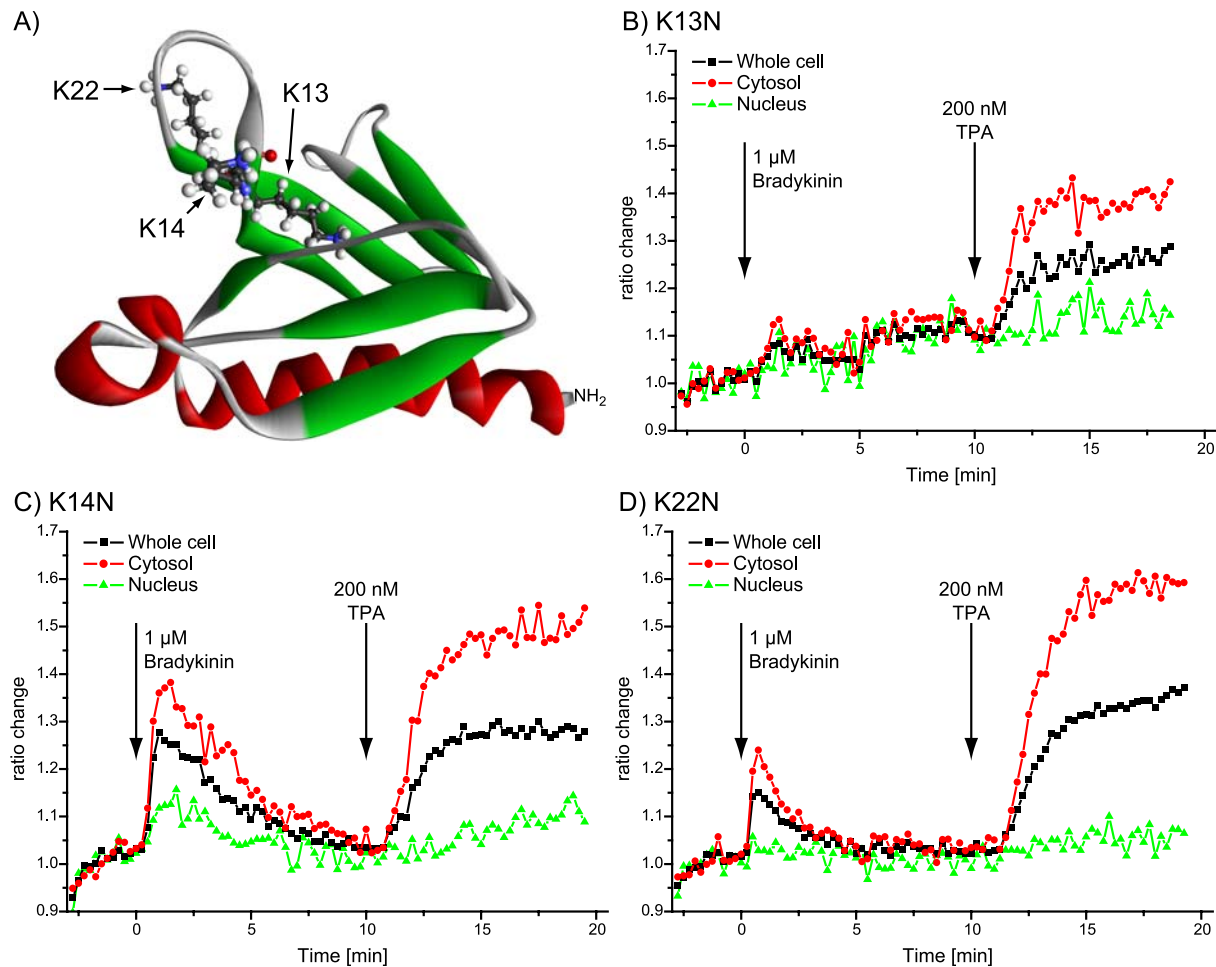 A)
K22
K13
K14
NH2
B) K13N
Whole cell
Cytosol
Nucleus
1 µM
Bradykinin
200 nM
TPA
ratio change
1.7
1.6
1.5
1.4
1.3
1.2
1.1
1.0
0.9
0
5
10
15
20
Time [min]
C) K14N
Whole cell
Cytosol
Nucleus
1 µM
Bradykinin
200 nM
TPA
ratio change
1.7
1.6
1.5
1.4
1.3
1.2
1.1
1.0
0.9
0
5
10
15
20
Time [min]
D) K22N
Whole cell
Cytosol
Nucleus
1 µM
Bradykinin
200 nM
TPA
ratio change
1.7
1.6
1.5
1.4
1.3
1.2
1.1
1.0
0.9
0
5
10
15
20
Time [min]